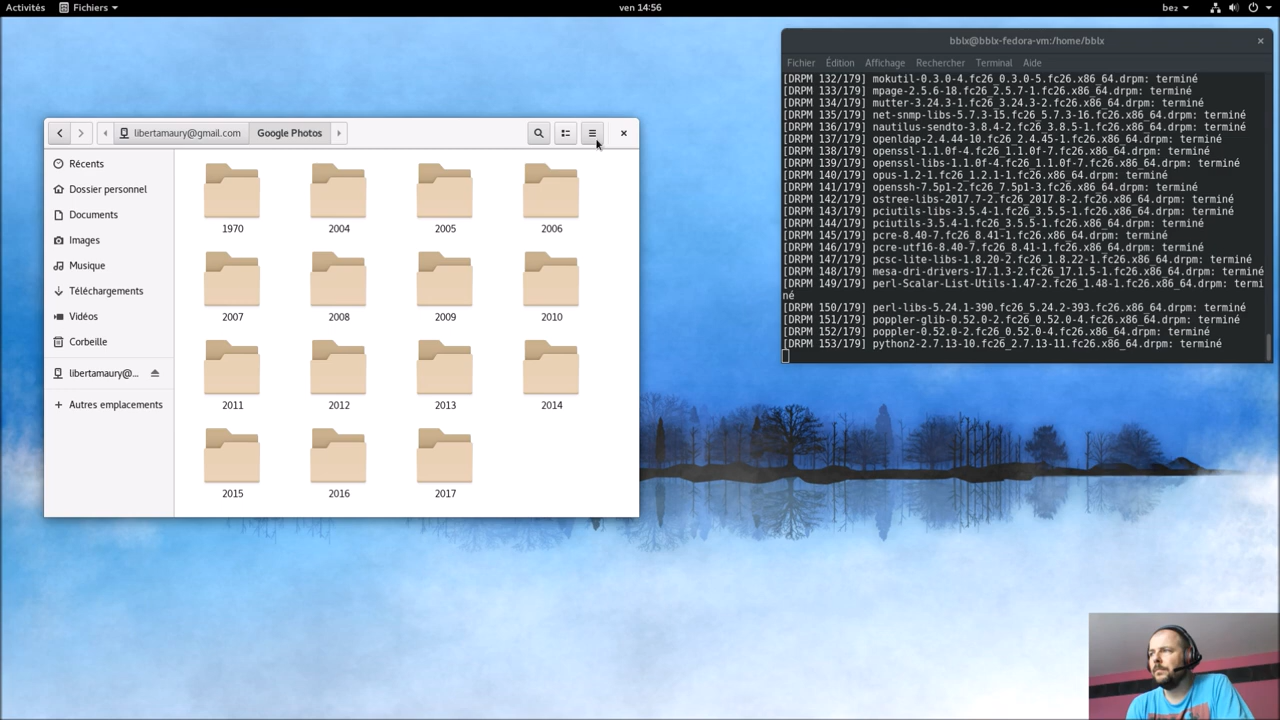 Activités Fichiers ven 14:56 bez
libertamaury@gmail.com Google Photos
Récents
Dossier personnel
Documents
Images
Musique
Téléchargements
Vidéos
Corbeille
libertamaury@...
Autres emplacements
1970 2004 2005 2006
2007 2008 2009 2010
2011 2012 2013 2014
2015 2016 2017
bblx@bblx-fedora-vm:/home/bblx
Fichier Édition Affichage Rechercher Terminal Aide
[DRPM 132/179] mokutil-0.3.0-4.fc26_0.3.0-5.fc26.x86_64.drpm: terminé
[DRPM 133/179] mpage-2.5.6-18.fc26_2.5.7-1.fc26.x86_64.drpm: terminé
[DRPM 134/179] mutter-3.24.3-1.fc26_3.24.3-2.fc26.x86_64.drpm: terminé
[DRPM 135/179] net-snmp-libs-5.7.3-15.fc26_5.7.3-16.fc26.x86_64.drpm: terminé
[DRPM 136/179] nautilus-sendto-3.8.4-2.fc26_3.8.5-1.fc26.x86_64.drpm: terminé
[DRPM 137/179] openldap-2.4.44-10.fc26_2.4.45-1.fc26.x86_64.drpm: terminé
[DRPM 138/179] openssl-1.1.0f-4.fc26_1.1.0f-7.fc26.x86_64.drpm: terminé
[DRPM 139/179] openssl-libs-1.1.0f-4.fc26_1.1.0f-7.fc26.x86_64.drpm: terminé
[DRPM 140/179] opus-1.2-1.fc26_1.2.1-1.fc26.x86_64.drpm: terminé
[DRPM 141/179] openssh-7.5p1-2.fc26_7.5p1-3.fc26.x86_64.drpm: terminé
[DRPM 142/179] ostree-libs-2017.7-2.fc26_2017.8-2.fc26.x86_64.drpm: terminé
[DRPM 143/179] pciutils-libs-3.5.4-1.fc26_3.5.5-1.fc26.x86_64.drpm: terminé
[DRPM 144/179] pciutils-3.5.4-1.fc26_3.5.5-1.fc26.x86_64.drpm: terminé
[DRPM 145/179] pcre-8.40-7.fc26_8.41-1.fc26.x86_64.drpm: terminé
[DRPM 146/179] pcre-utf16-8.40-7.fc26_8.41-1.fc26.x86_64.drpm: terminé
[DRPM 147/179] pcsc-lite-libs-1.8.20-2.fc26_1.8.22-1.fc26.x86_64.drpm: terminé
[DRPM 148/179] mesa-dri-drivers-17.1.3-2.fc26_17.1.5-1.fc26.x86_64.drpm: terminé
[DRPM 149/179] perl-Scalar-List-Utils-1.47-2.fc26_1.48-1.fc26.x86_64.drpm: termi
né
[DRPM 150/179] perl-libs-5.24.1-390.fc26_5.24.2-393.fc26.x86_64.drpm: terminé
[DRPM 151/179] poppler-glib-0.52.0-2.fc26_0.52.0-4.fc26.x86_64.drpm: terminé
[DRPM 152/179] poppler-0.52.0-2.fc26_0.52.0-4.fc26.x86_64.drpm: terminé
[DRPM 153/179] python2-2.7.13-10.fc26_2.7.13-11.fc26.x86_64.drpm: terminé